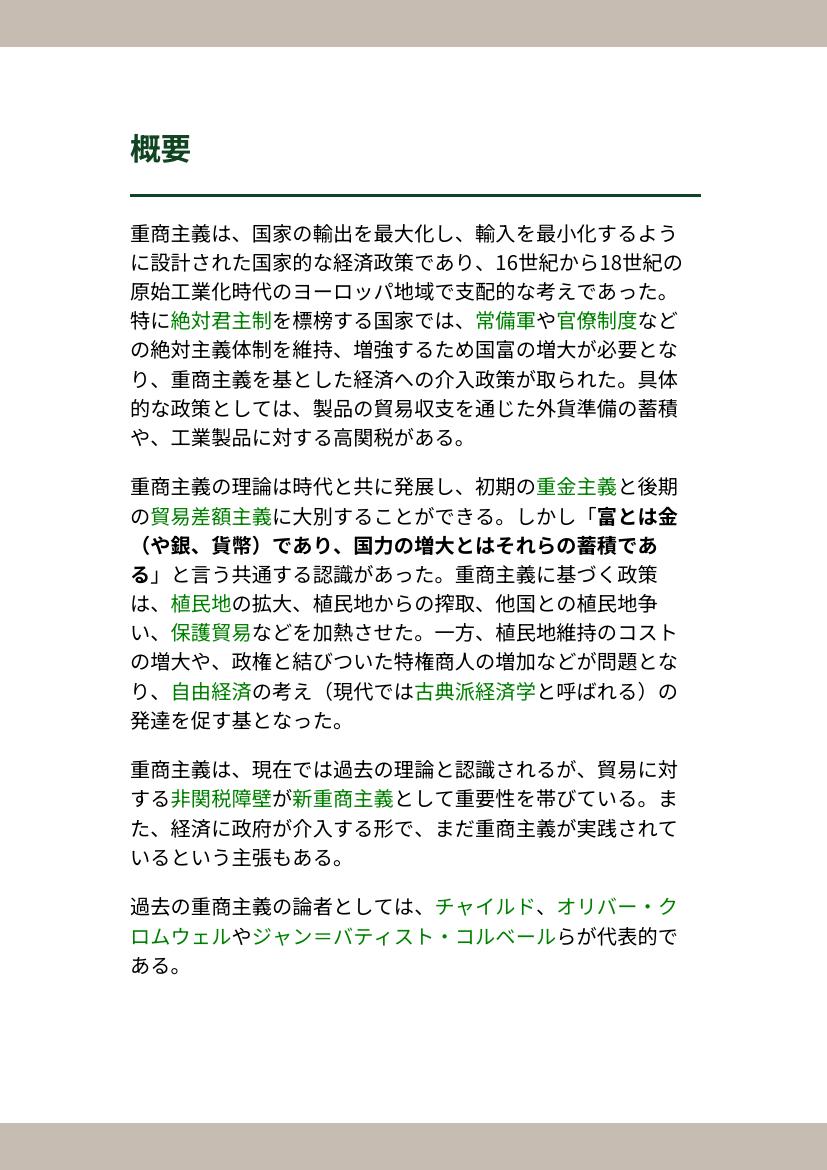 概要
重商主義は、国家の輸出を最大化し、輸入を最小化するよう
に設計された国家的な経済政策であり、16世紀から18世紀の
原始工業化時代のヨーロッパ地域で支配的な考えであった。
特に絶対君主制を標榜する国家では、常備軍や官僚制度など
の絶対主義体制を維持、増強するため国富の増大が必要とな
り、重商主義を基とした経済への介入政策が取られた。具体
的な政策としては、製品の貿易収支を通じた外貨準備の蓄積
や、工業製品に対する高関税がある。
重商主義の理論は時代と共に発展し、初期の重金主義と後期
の貿易差額主義に大別することができる。しかし「富とは金
（や銀、貨幣）であり、国力の増大とはそれらの蓄積であ
る」と言う共通する認識があった。重商主義に基づく政策
は、植民地の拡大、植民地からの搾取、他国との植民地争
い、保護貿易などを加熱させた。一方、植民地維持のコスト
の増大や、政権と結びついた特権商人の増加などが問題とな
り、自由経済の考え（現代では古典派経済学と呼ばれる）の
発達を促す基となった。
重商主義は、現在では過去の理論と認識されるが、貿易に対
する非関税障壁が新重商主義として重要性を帯びている。ま
た、経済に政府が介入する形で、まだ重商主義が実践されて
いるという主張もある。
過去の重商主義の論者としては、チャイルド、オリバー・ク
ロムウェルやジャン＝バティスト・コルベールらが代表的で
ある。